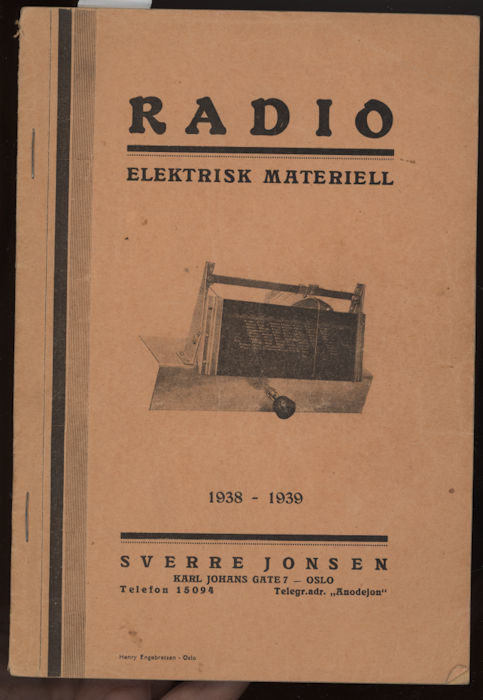 RADIO
ELEKTRISK MATERIELL
1938 - 1939
SVERRE JONSEN
KARL JOHANS GATE 7 — OSLO
Telefon 15094 Telegr.adr. „Anodejon“
Henry Engebretsen - Oslo